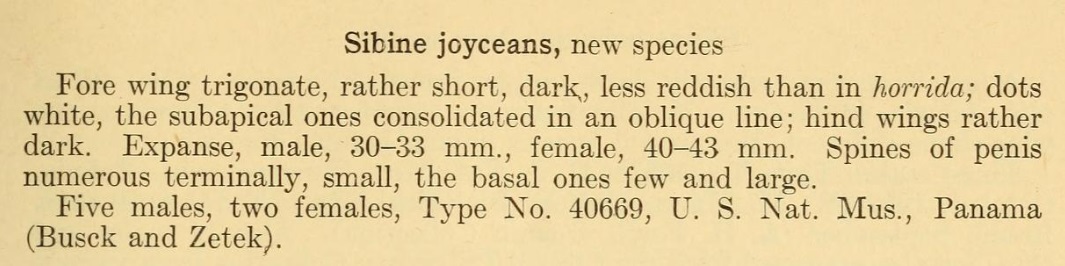 Sibine joyceans, new species
Fore wing trigonate, rather short, dark, less reddish than in horrida; dots
white, the subapical ones consolidated in an oblique line; hind wings rather
dark. Expanse, male, 30–33 mm., female, 40–43 mm. Spines of penis
numerous terminally, small, the basal ones few and large.
Five males, two females, Type No. 40669, U. S. Nat. Mus., Panama
(Busck and Zetek).